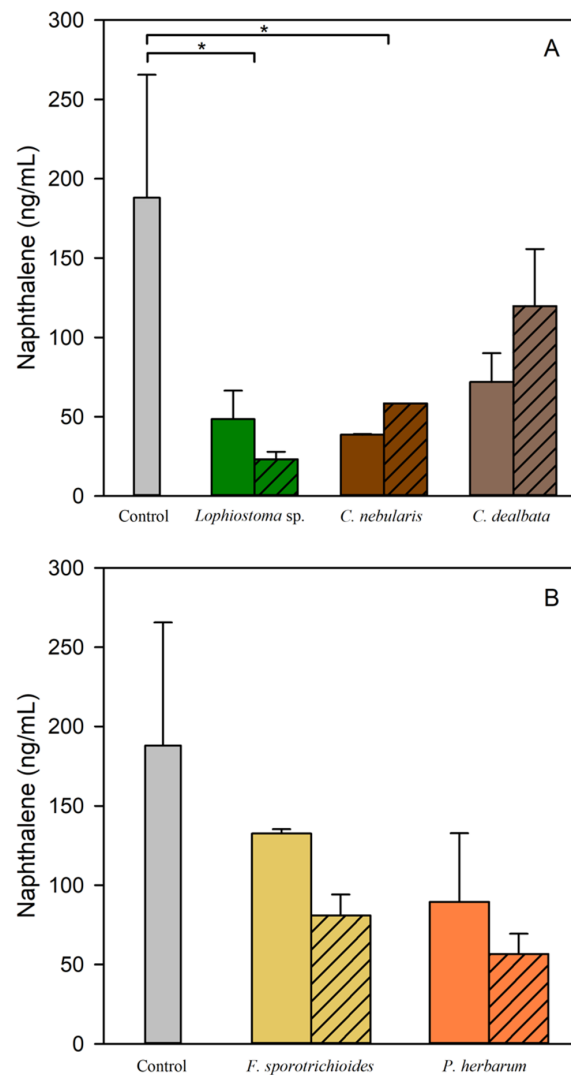 300
A
*
*
250
200
150
100
50
0
Naphthalene (ng/mL)
Control
Lophiostoma sp.
C. nebularis
C. dealbata
300
B
250
200
150
100
50
0
Naphthalene (ng/mL)
Control
F. sporotrichioides
P. herbarum